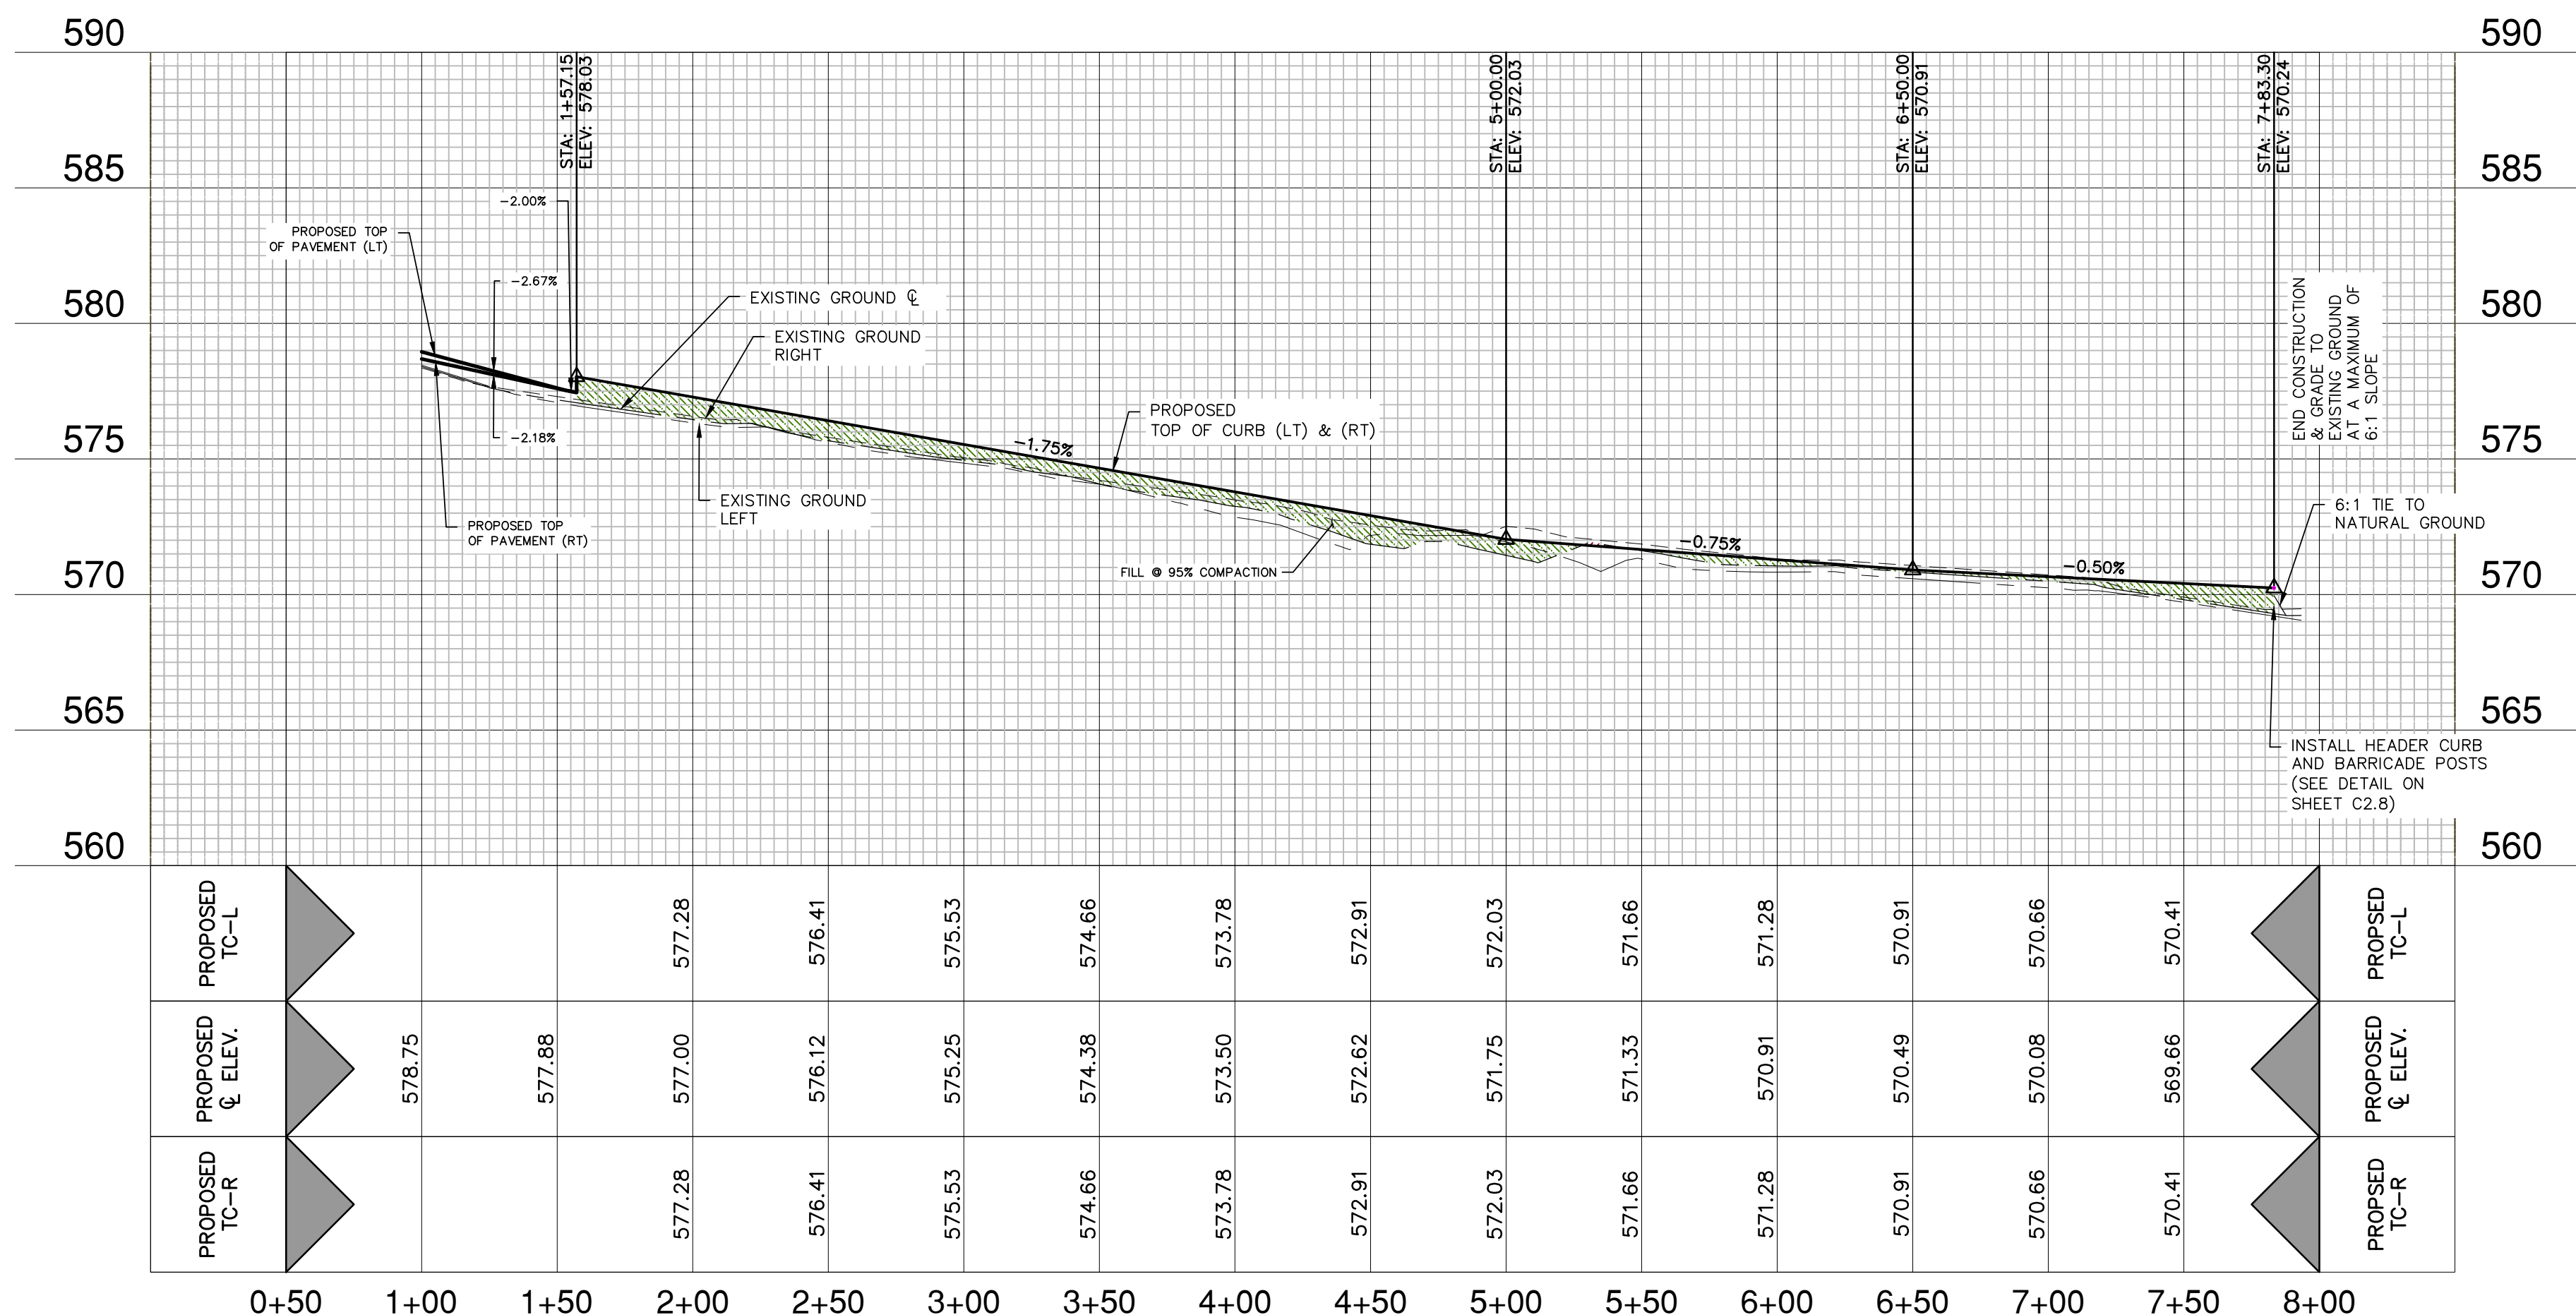 590
590
585
585
580
580
575
575
570
570
565
565
560
560
STA: 1+57.15
ELEV: 578.03
STA: 5+00.00
ELEV: 572.03
STA: 6+50.00
ELEV: 570.91
STA: 7+83.30
ELEV: 570.24
-2.00%
PROPOSED TOP
OF PAVEMENT (LT)
-2.67%
EXISTING GROUND ℄
EXISTING GROUND
RIGHT
-2.18%
PROPOSED TOP
OF PAVEMENT (RT)
EXISTING GROUND
LEFT
-1.75%
PROPOSED
TOP OF CURB (LT) & (RT)
FILL @ 95% COMPACTION
-0.75%
-0.50%
END CONSTRUCTION
& GRADE TO
EXISTING GROUND
AT A MAXIMUM OF
6:1 SLOPE
6:1 TIE TO
NATURAL GROUND
INSTALL HEADER CURB
AND BARRICADE POSTS
(SEE DETAIL ON
SHEET C2.8)
PROPOSED
TC-L
577.28
576.41
575.53
574.66
573.78
572.91
572.03
571.66
571.28
570.91
570.66
570.41
PROPSED
TC-L
PROPOSED
℄ ELEV.
578.75
577.88
577.00
576.12
575.25
574.38
573.50
572.62
571.75
571.33
570.91
570.49
570.08
569.66
PROPOSED
℄ ELEV.
PROPOSED
TC-R
577.28
576.41
575.53
574.66
573.78
572.91
572.03
571.66
571.28
570.91
570.66
570.41
PROPSED
TC-R
0+50
1+00
1+50
2+00
2+50
3+00
3+50
4+00
4+50
5+00
5+50
6+00
6+50
7+00
7+50
8+00